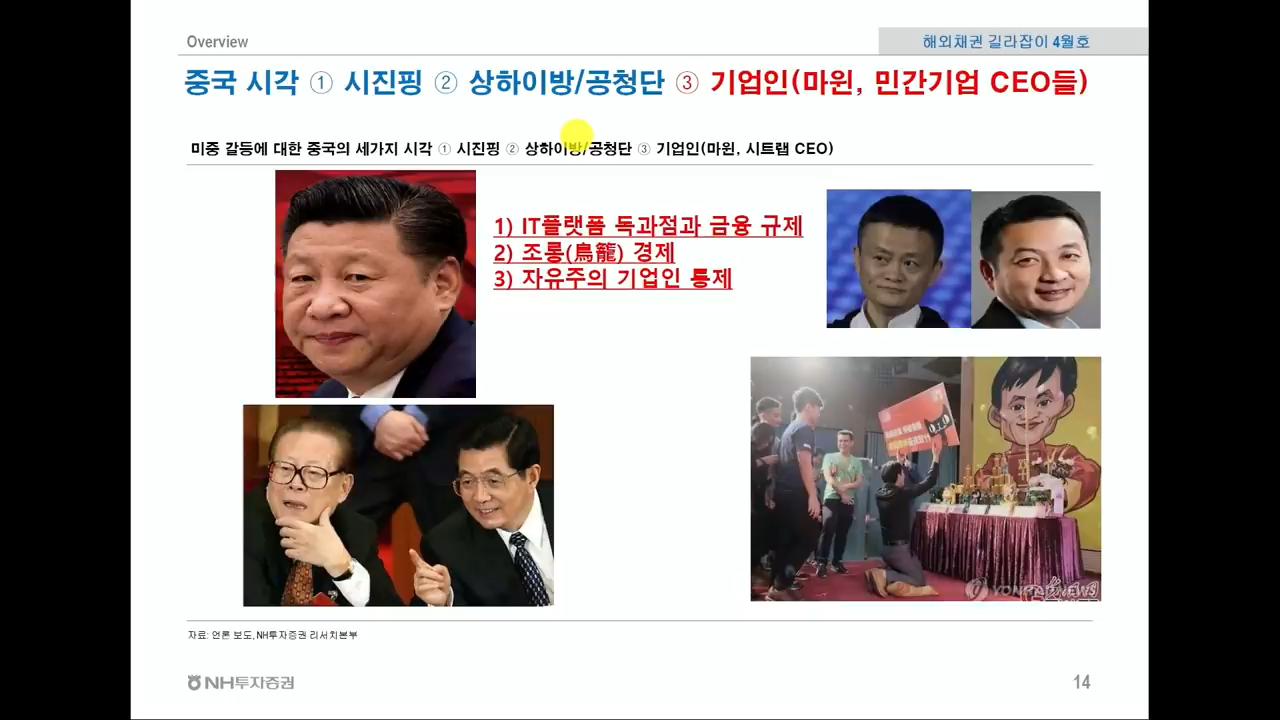 Overview
해외채권 길라잡이 4월호
중국 시각 ① 시진핑 ② 상하이방/공청단 ③ 기업인(마윈, 민간기업 CEO들)
미중 갈등에 대한 중국의 세가지 시각 ① 시진핑 ② 상하이방/공청단 ③ 기업인(마윈, 시트랩 CEO)
1) IT플랫폼 독과점과 금융 규제
2) 조롱(鳥籠) 경제
3) 자유주의 기업인 통제
YONHAP NEWS
자료: 언론 보도, NH투자증권 리서치본부
NH투자증권
14